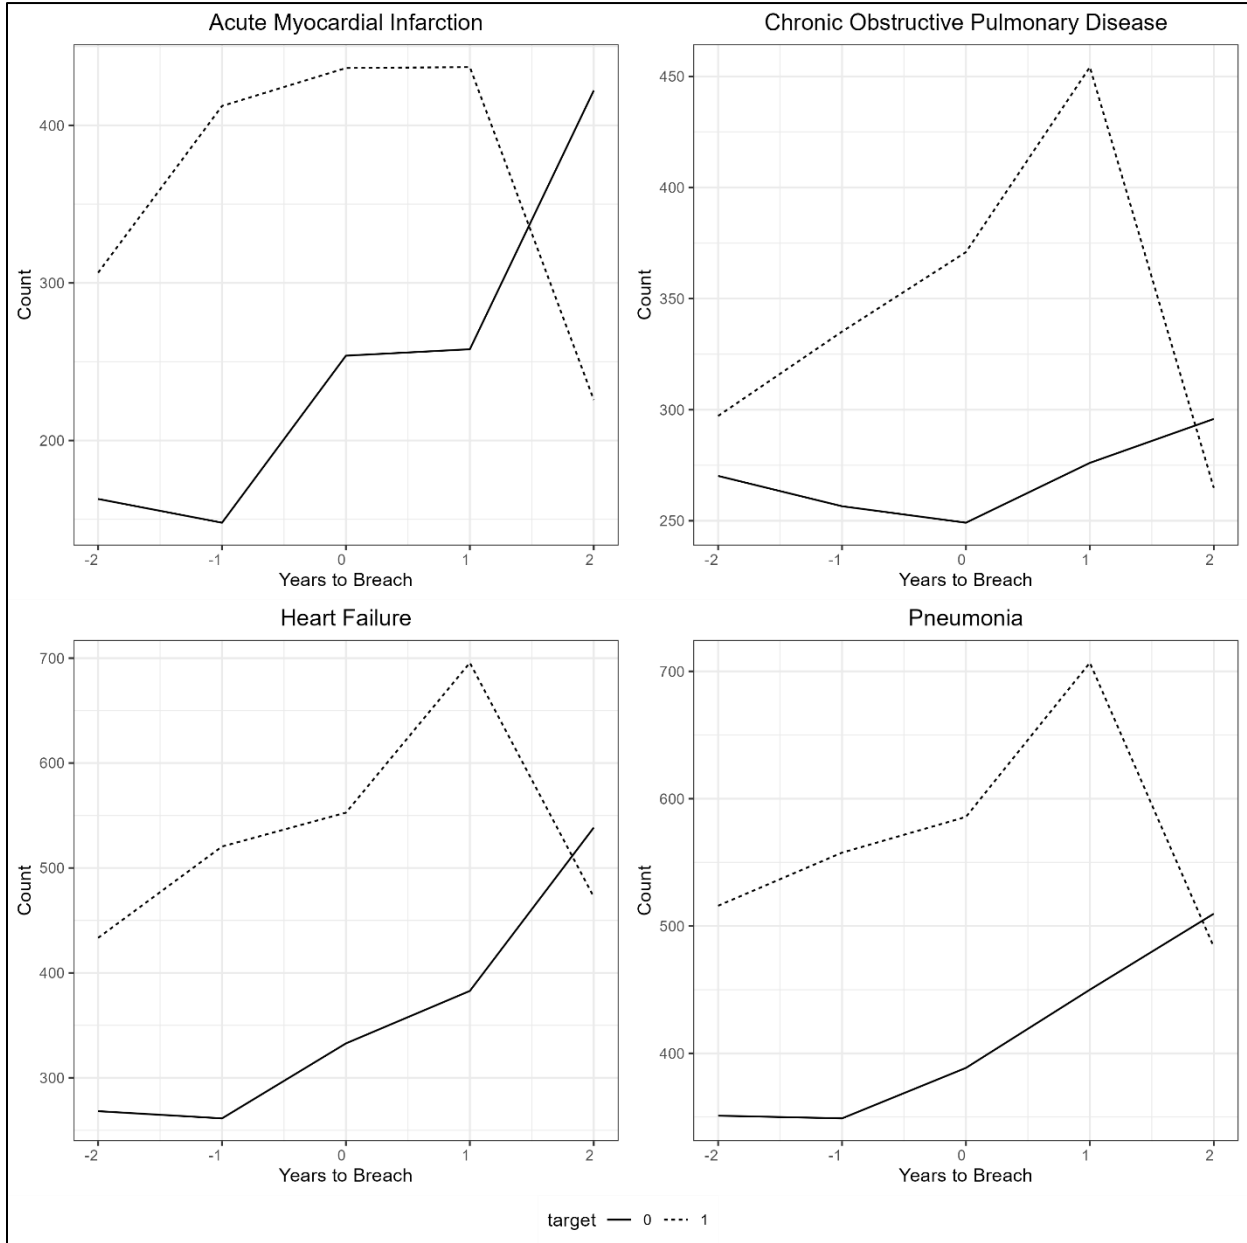 Acute Myocardial Infarction
400
300
200
Count
-2 -1 0 1 2
Years to Breach
Chronic Obstructive Pulmonary Disease
450
400
350
300
250
Count
-2 -1 0 1 2
Years to Breach
Heart Failure
700
600
500
400
300
Count
-2 -1 0 1 2
Years to Breach
Pneumonia
700
600
500
400
Count
-2 -1 0 1 2
Years to Breach
target 0 1